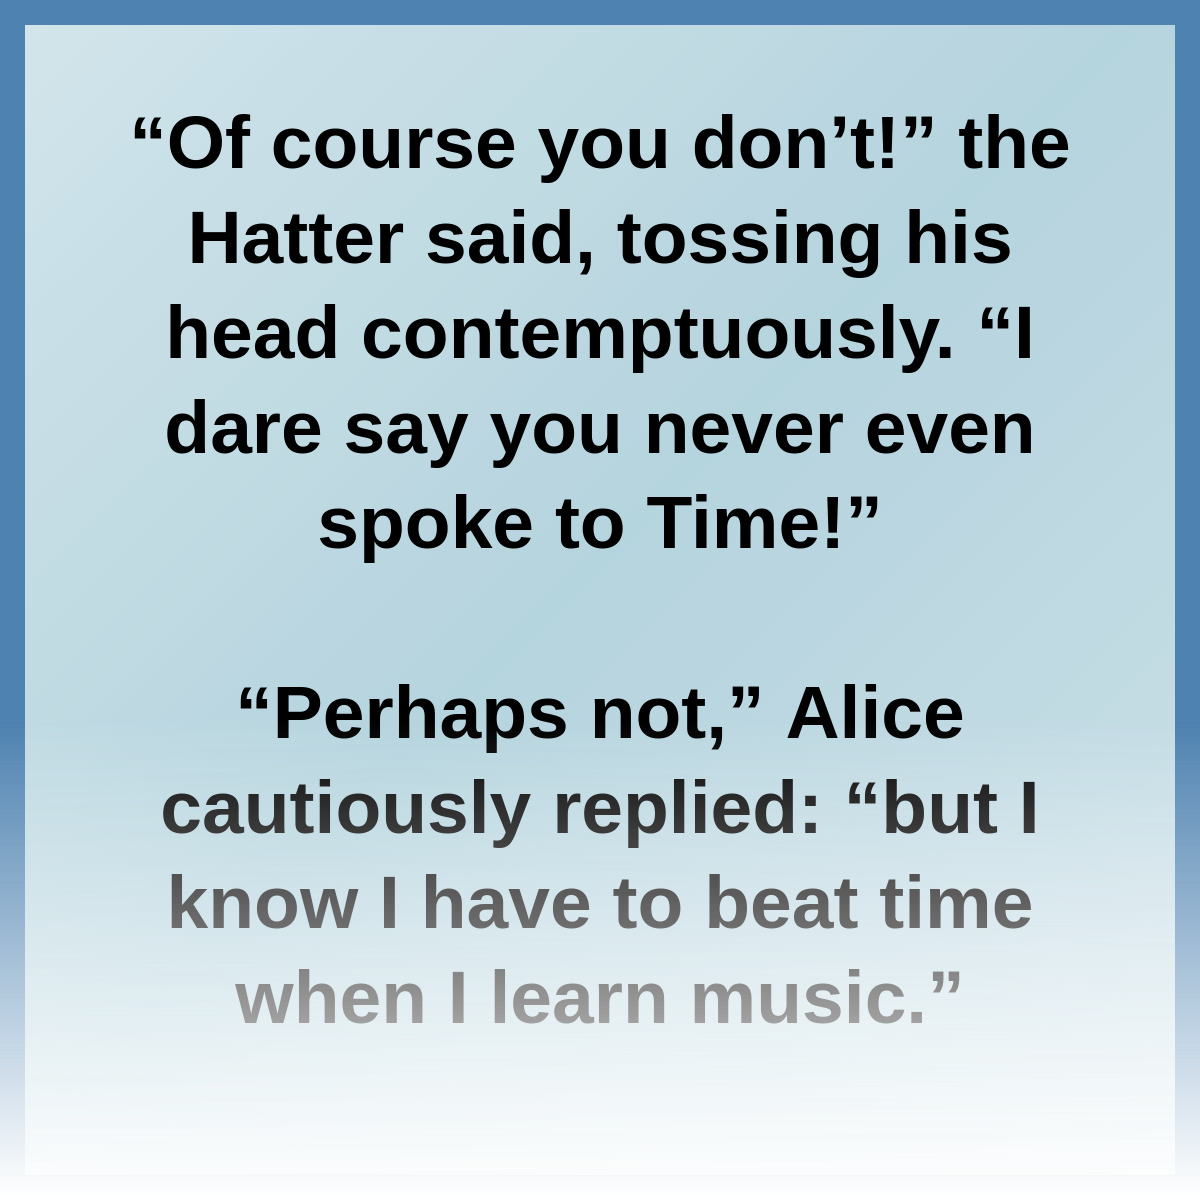 “Of course you don’t!” the
Hatter said, tossing his
head contemptuously. “I
dare say you never even
spoke to Time!”
“Perhaps not,” Alice
cautiously replied: “but I
know I have to beat time
when I learn music.”